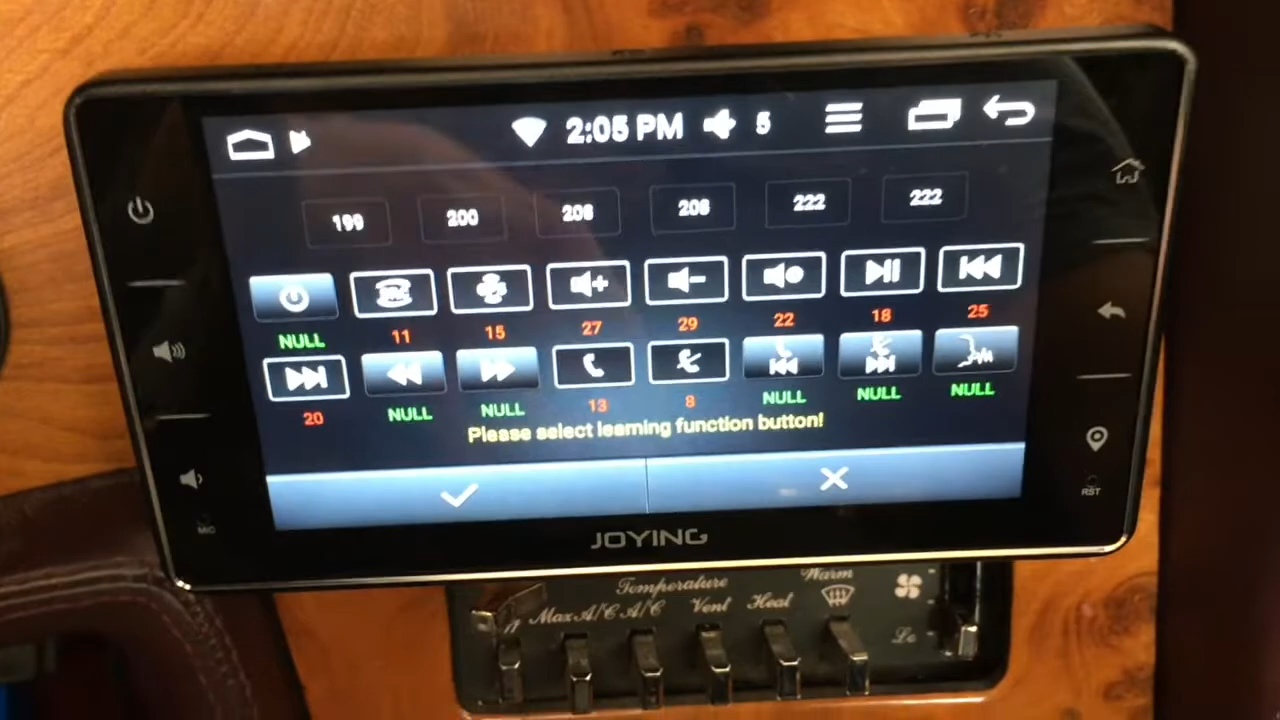 2:05 PM 5
199 200 208 208 222 222
NULL 11 15 27 29 22 18 25
20 NULL NULL 13 8 NULL NULL NULL
Please select learning function button!
MIC
RST
JOYING
Temperature
Warm
Max A/C A/C Vent Heat
Lo